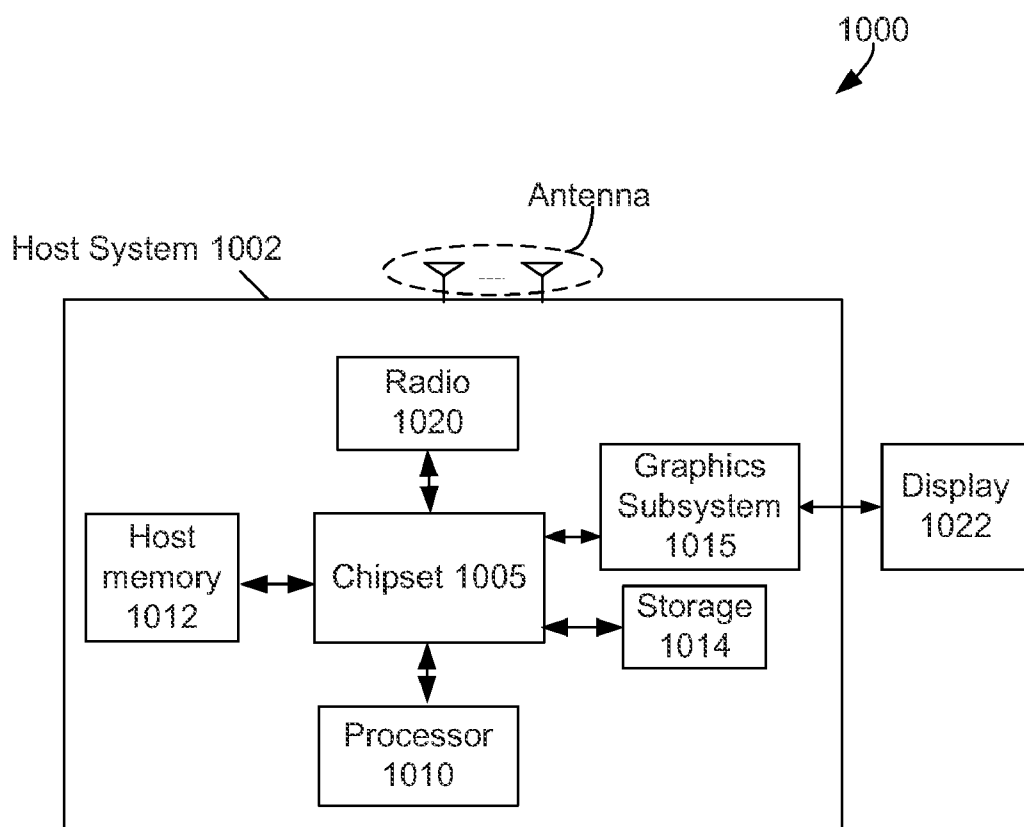 1000
Antenna
Host System 1002
Radio
1020
Graphics
Subsystem
1015
Display
1022
Host
memory
1012
Chipset 1005
Storage
1014
Processor
1010